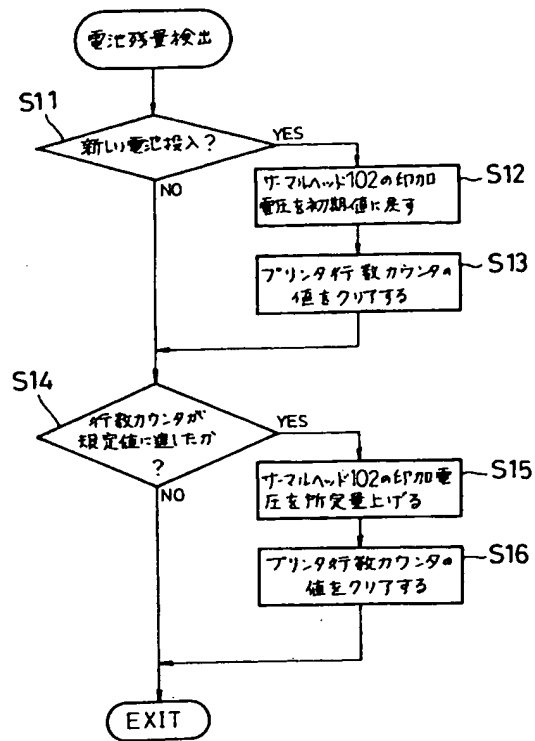 電池残量検出
S11
新しい電池投入？
YES
NO
サーマルヘッド102の印加
電圧を初期値に戻す
S12
プリンタ行数カウンタの
値をクリアする
S13
S14
行数カウンタが
規定値に達したか
？
YES
NO
サーマルヘッド102の印加電
圧を所定量上げる
S15
プリンタ行数カウンタの
値をクリアする
S16
EXIT